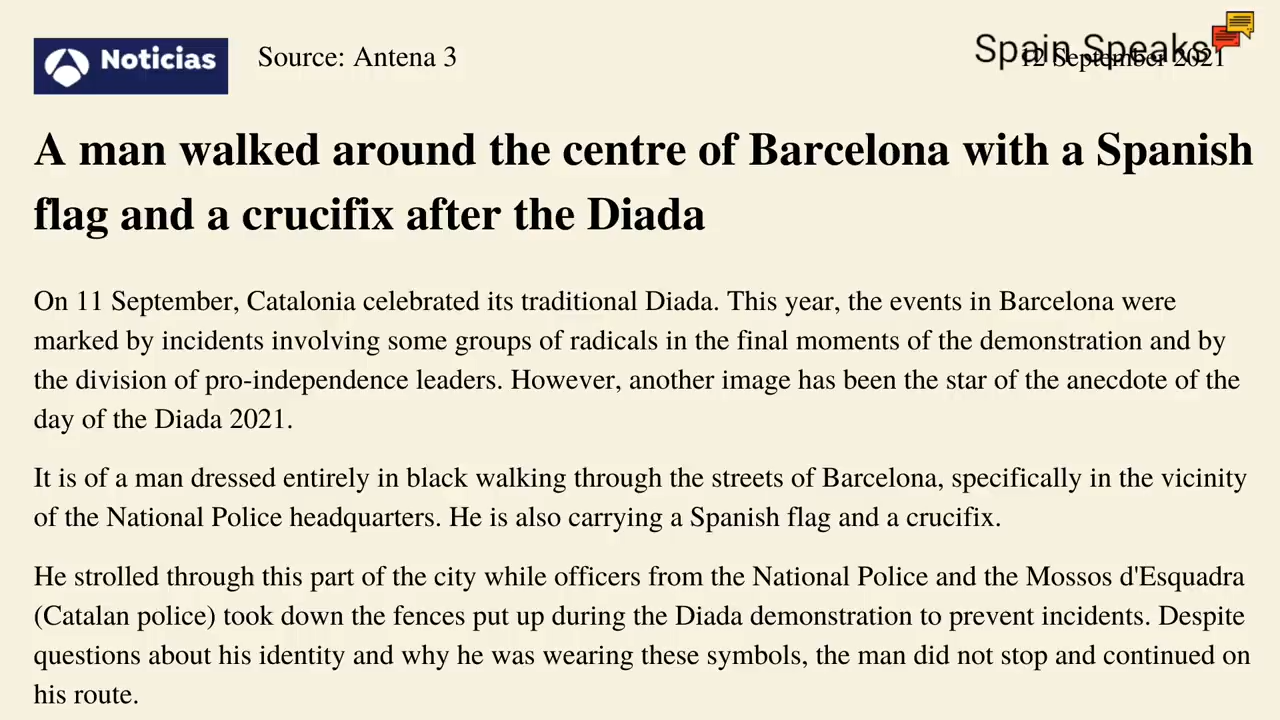 Noticias
Source: Antena 3
Spain Speaks
12 September 2021
A man walked around the centre of Barcelona with a Spanish
flag and a crucifix after the Diada
On 11 September, Catalonia celebrated its traditional Diada. This year, the events in Barcelona were
marked by incidents involving some groups of radicals in the final moments of the demonstration and by
the division of pro-independence leaders. However, another image has been the star of the anecdote of the
day of the Diada 2021.
It is of a man dressed entirely in black walking through the streets of Barcelona, specifically in the vicinity
of the National Police headquarters. He is also carrying a Spanish flag and a crucifix.
He strolled through this part of the city while officers from the National Police and the Mossos d'Esquadra
(Catalan police) took down the fences put up during the Diada demonstration to prevent incidents. Despite
questions about his identity and why he was wearing these symbols, the man did not stop and continued on
his route.